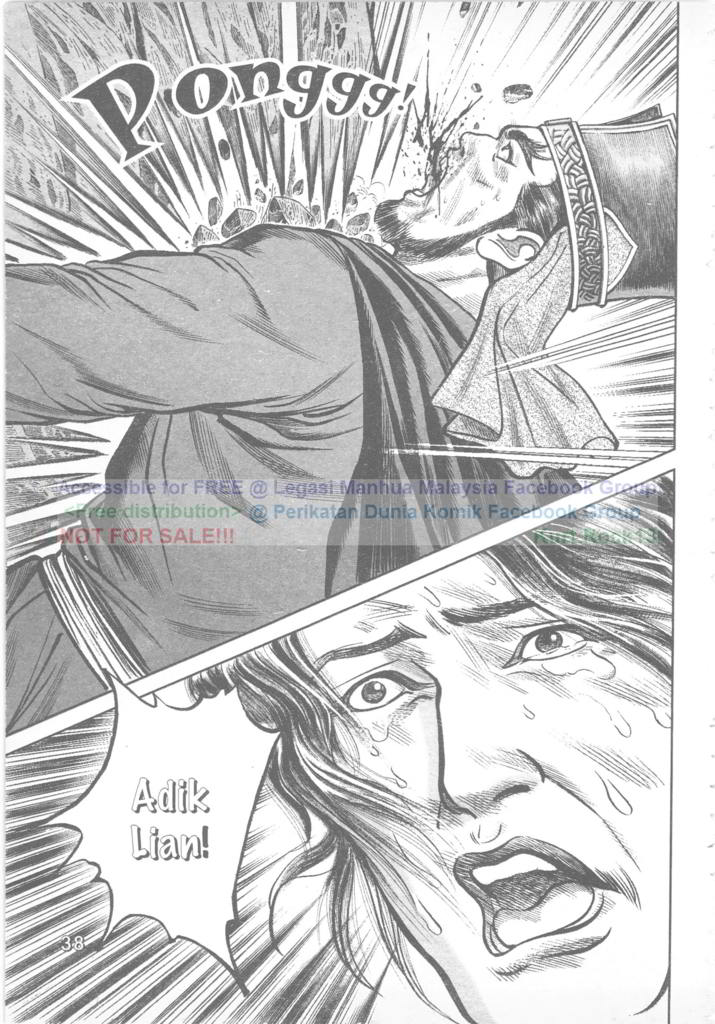 Ponggg!
Accessible for FREE @ Legasi Manhua Malaysia Facebook Group
<Free distribution> @ Perikatan Dunia Komik Facebook Group
NOT FOR SALE!!!
Adik
Lian!
38